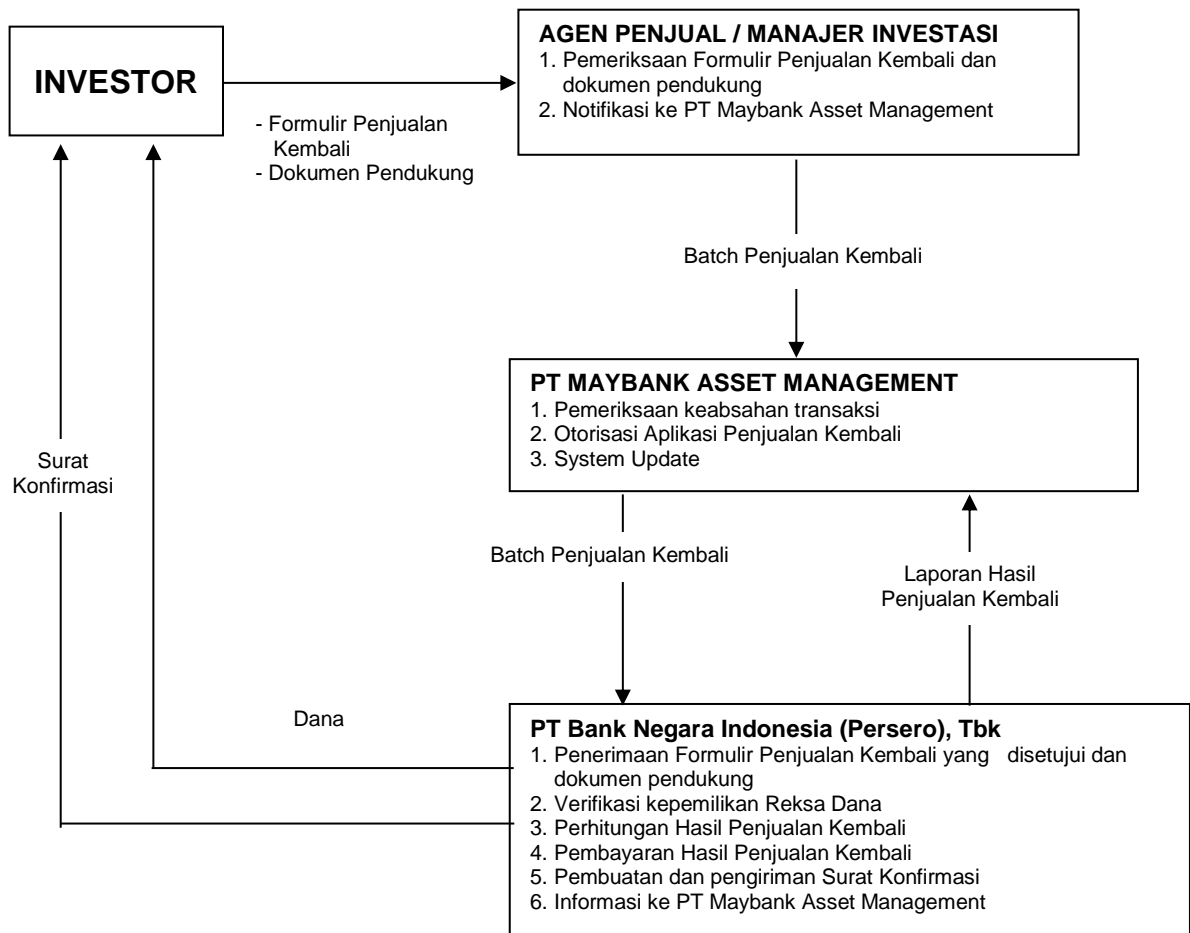 INVESTOR
AGEN PENJUAL / MANAJER INVESTASI
1. Pemeriksaan Formulir Penjualan Kembali dan
dokumen pendukung
2. Notifikasi ke PT Maybank Asset Management
- Formulir Penjualan
Kembali
- Dokumen Pendukung
Batch Penjualan Kembali
PT MAYBANK ASSET MANAGEMENT
1. Pemeriksaan keabsahan transaksi
2. Otorisasi Aplikasi Penjualan Kembali
3. System Update
Surat
Konfirmasi
Batch Penjualan Kembali
Laporan Hasil
Penjualan Kembali
Dana
PT Bank Negara Indonesia (Persero), Tbk
1. Penerimaan Formulir Penjualan Kembali yang disetujui dan
dokumen pendukung
2. Verifikasi kepemilikan Reksa Dana
3. Perhitungan Hasil Penjualan Kembali
4. Pembayaran Hasil Penjualan Kembali
5. Pembuatan dan pengiriman Surat Konfirmasi
6. Informasi ke PT Maybank Asset Management